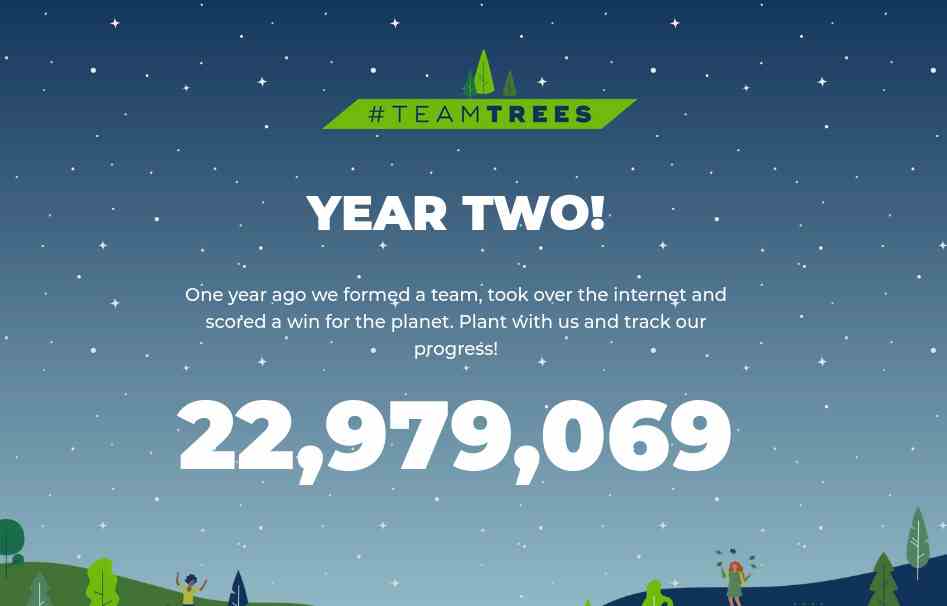 #TEAMTREES
YEAR TWO!
One year ago we formed a team, took over the internet and
scored a win for the planet. Plant with us and track our
progress!
22,979,069